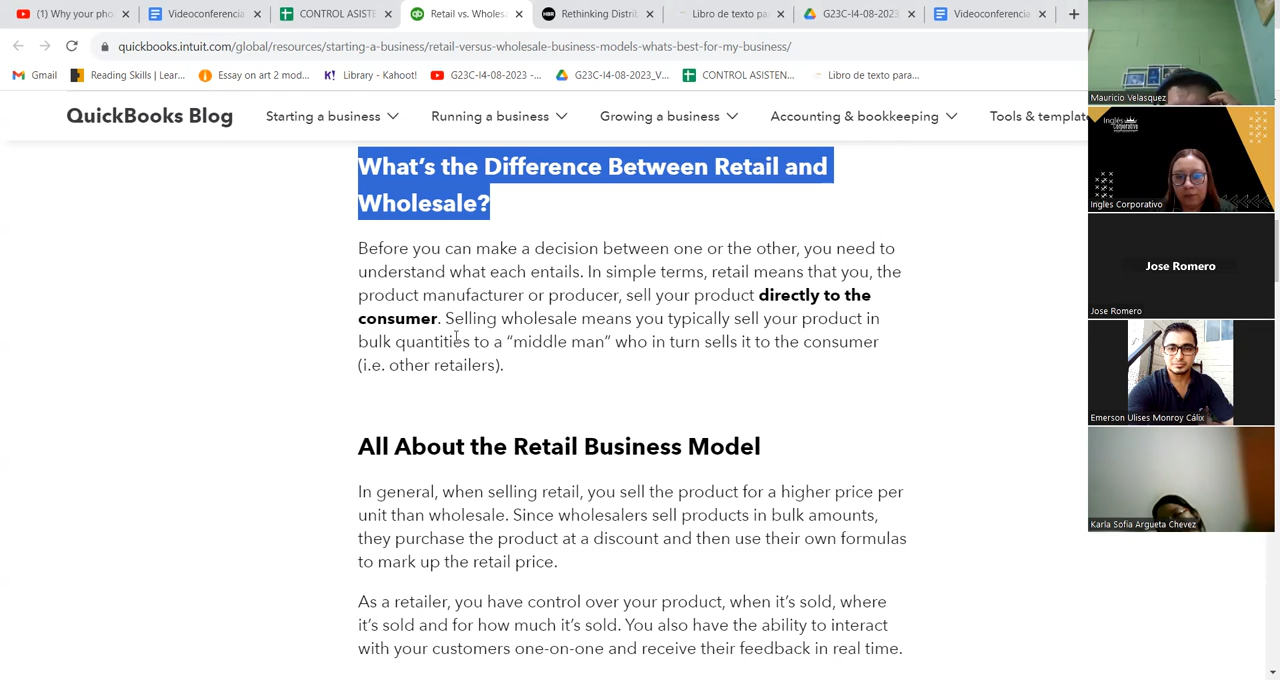 (1) Why your pho
Videoconferencia
CONTROL ASISTE
Retail vs. Wholes
Rethinking Distrib
Libro de texto pa
G23C-I4-08-2023
Videoconferencia
quickbooks.intuit.com/global/resources/starting-a-business/retail-versus-wholesale-business-models-whats-best-for-my-business/
Gmail
Reading Skills | Lear...
Essay on art 2 mod...
Library - Kahoot!
G23C-I4-08-2023 -...
G23C-I4-08-2023_V...
CONTROL ASISTEN...
Libro de texto para...
QuickBooks Blog
Starting a business
Running a business
Growing a business
Accounting & bookkeeping
Tools & template
What’s the Difference Between Retail and
Wholesale?
Before you can make a decision between one or the other, you need to
understand what each entails. In simple terms, retail means that you, the
product manufacturer or producer, sell your product directly to the
consumer. Selling wholesale means you typically sell your product in
bulk quantities to a “middle man” who in turn sells it to the consumer
(i.e. other retailers).
All About the Retail Business Model
In general, when selling retail, you sell the product for a higher price per
unit than wholesale. Since wholesalers sell products in bulk amounts,
they purchase the product at a discount and then use their own formulas
to mark up the retail price.
As a retailer, you have control over your product, when it’s sold, where
it’s sold and for how much it’s sold. You also have the ability to interact
with your customers one-on-one and receive their feedback in real time.
Mauricio Velasquez
Inglés
Corporativo
Ingles Corporativo
Jose Romero
Jose Romero
Emerson Ulises Monroy Cálix
Karla Sofia Argueta Chevez